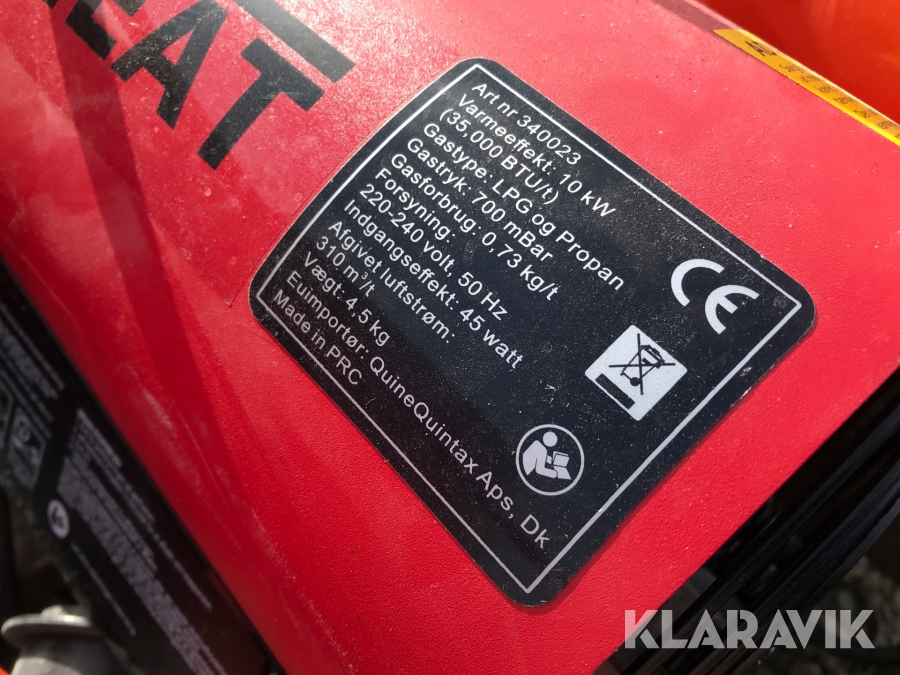 EAT
Art nr 340023
Varmeeffekt: 10 kW
(35,000 BTU/t)
Gastype: LPG og Propan
Gastryk: 700 mBar
Gasforbrug: 0,73 kg/t
Forsyning:
220-240 volt, 50 Hz
Indgangseffekt: 45 watt
Afgivet luftstrøm:
310 m³/t
Vægt: 4,5 kg
Euimportør: QuineQuintax Aps, Dk
Made in PRC
CE
KLARAVIK